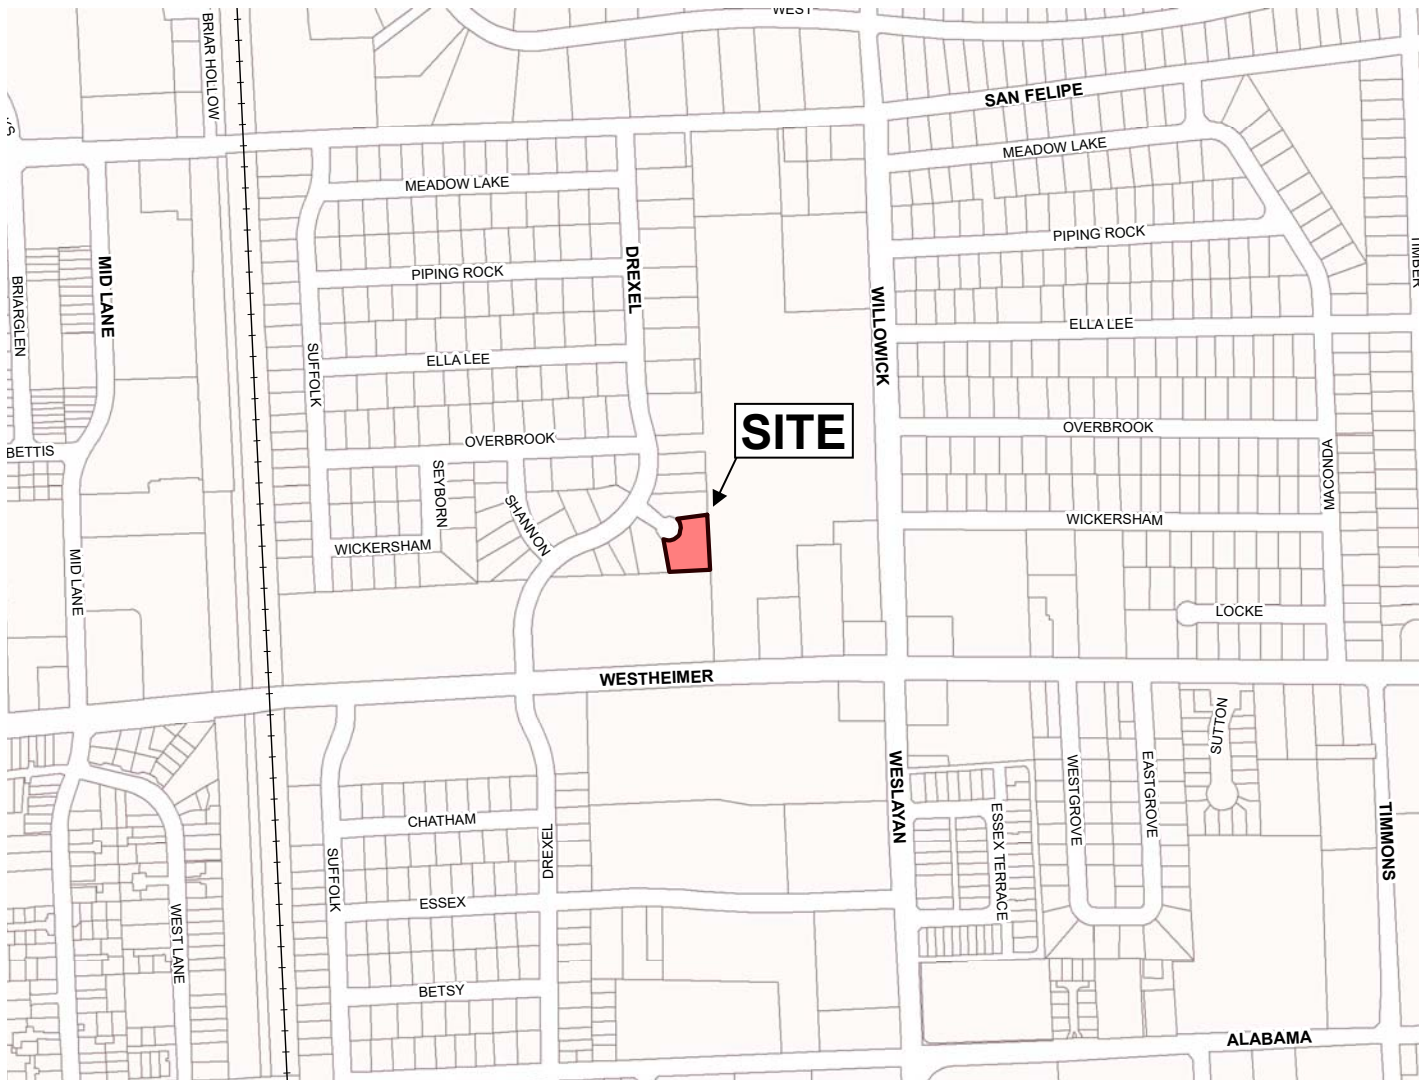 WEST
BRIAR HOLLOW
SAN FELIPE
MEADOW LAKE
MEADOW LAKE
PIPING ROCK
PIPING ROCK
DREXEL
MID LANE
BRIARGLEN
WILLOWICK
ELLA LEE
ELLA LEE
SUFFOLK
SITE
OVERBROOK
OVERBROOK
BETTIS
SEYBORN
SHANNON
MACONDA
WICKERSHAM
WICKERSHAM
MID LANE
LOCKE
WESTHEIMER
SUTTON
WESLAYAN
WESTGROVE
EASTGROVE
ESSEX TERRACE
TIMMONS
CHATHAM
DREXEL
SUFFOLK
ESSEX
WEST LANE
BETSY
ALABAMA